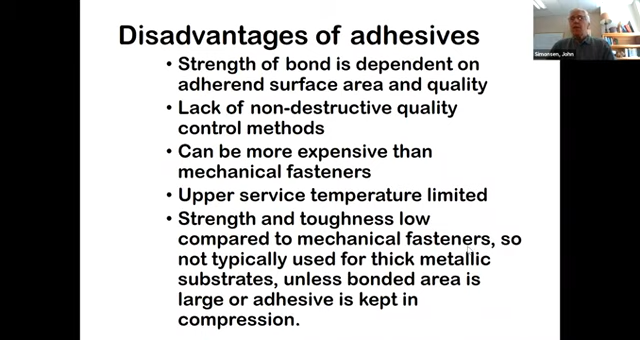 Disadvantages of adhesives
Simonsen, John
• Strength of bond is dependent on
adherend surface area and quality
• Lack of non-destructive quality
control methods
• Can be more expensive than
mechanical fasteners
• Upper service temperature limited
• Strength and toughness low
compared to mechanical fasteners, so
not typically used for thick metallic
substrates, unless bonded area is
large or adhesive is kept in
compression.